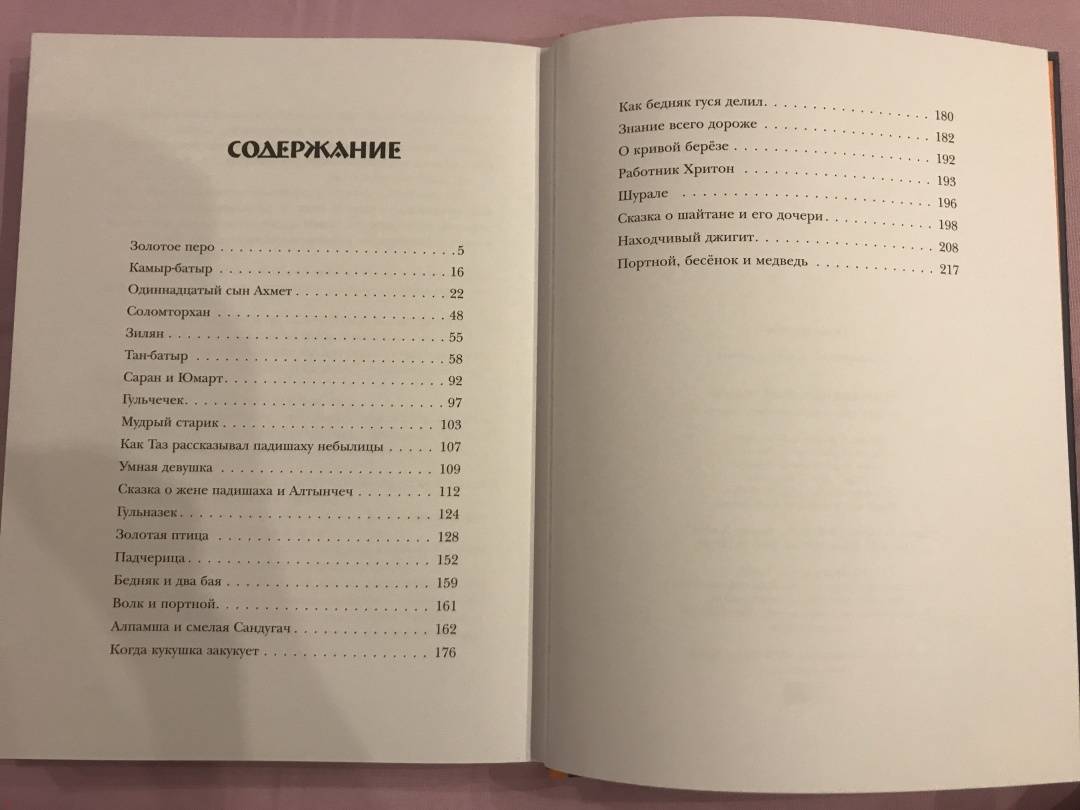 СОДЕРЖАНИЕ
Золотое перо . . . . . . . . . . . . . . . . . . . . . . . . 5
Камыр-батыр . . . . . . . . . . . . . . . . . . . . . . . 16
Одиннадцатый сын Ахмет . . . . . . . . . . . . . . . 22
Соломторхан . . . . . . . . . . . . . . . . . . . . . . . 48
Зилян . . . . . . . . . . . . . . . . . . . . . . . . . . . . 55
Тан-батыр . . . . . . . . . . . . . . . . . . . . . . . . . 58
Саран и Юмарт . . . . . . . . . . . . . . . . . . . . . . 92
Гульчечек . . . . . . . . . . . . . . . . . . . . . . . . . . 97
Мудрый старик . . . . . . . . . . . . . . . . . . . . . . 103
Как Таз рассказывал падишаху небылицы . . . . . 107
Умная девушка . . . . . . . . . . . . . . . . . . . . . . 109
Сказка о жене падишаха и Алтынчеч . . . . . . . . 112
Гульназек . . . . . . . . . . . . . . . . . . . . . . . . . . 124
Золотая птица . . . . . . . . . . . . . . . . . . . . . . 128
Падчерица . . . . . . . . . . . . . . . . . . . . . . . . . 152
Бедняк и два бая . . . . . . . . . . . . . . . . . . . . . 159
Волк и портной . . . . . . . . . . . . . . . . . . . . . . 161
Алпамша и смелая Сандугач . . . . . . . . . . . . . . 162
Когда кукушка закукует . . . . . . . . . . . . . . . . . 176
Как бедняк гуся делил . . . . . . . . . . . . . . . . . 180
Знание всего дороже . . . . . . . . . . . . . . . . . . 182
О кривой берёзе . . . . . . . . . . . . . . . . . . . . . 192
Работник Хритон . . . . . . . . . . . . . . . . . . . . 193
Шурале . . . . . . . . . . . . . . . . . . . . . . . . . . 196
Сказка о шайтане и его дочери . . . . . . . . . . . . 198
Находчивый джигит . . . . . . . . . . . . . . . . . . . 208
Портной, бесёнок и медведь . . . . . . . . . . . . . . 217